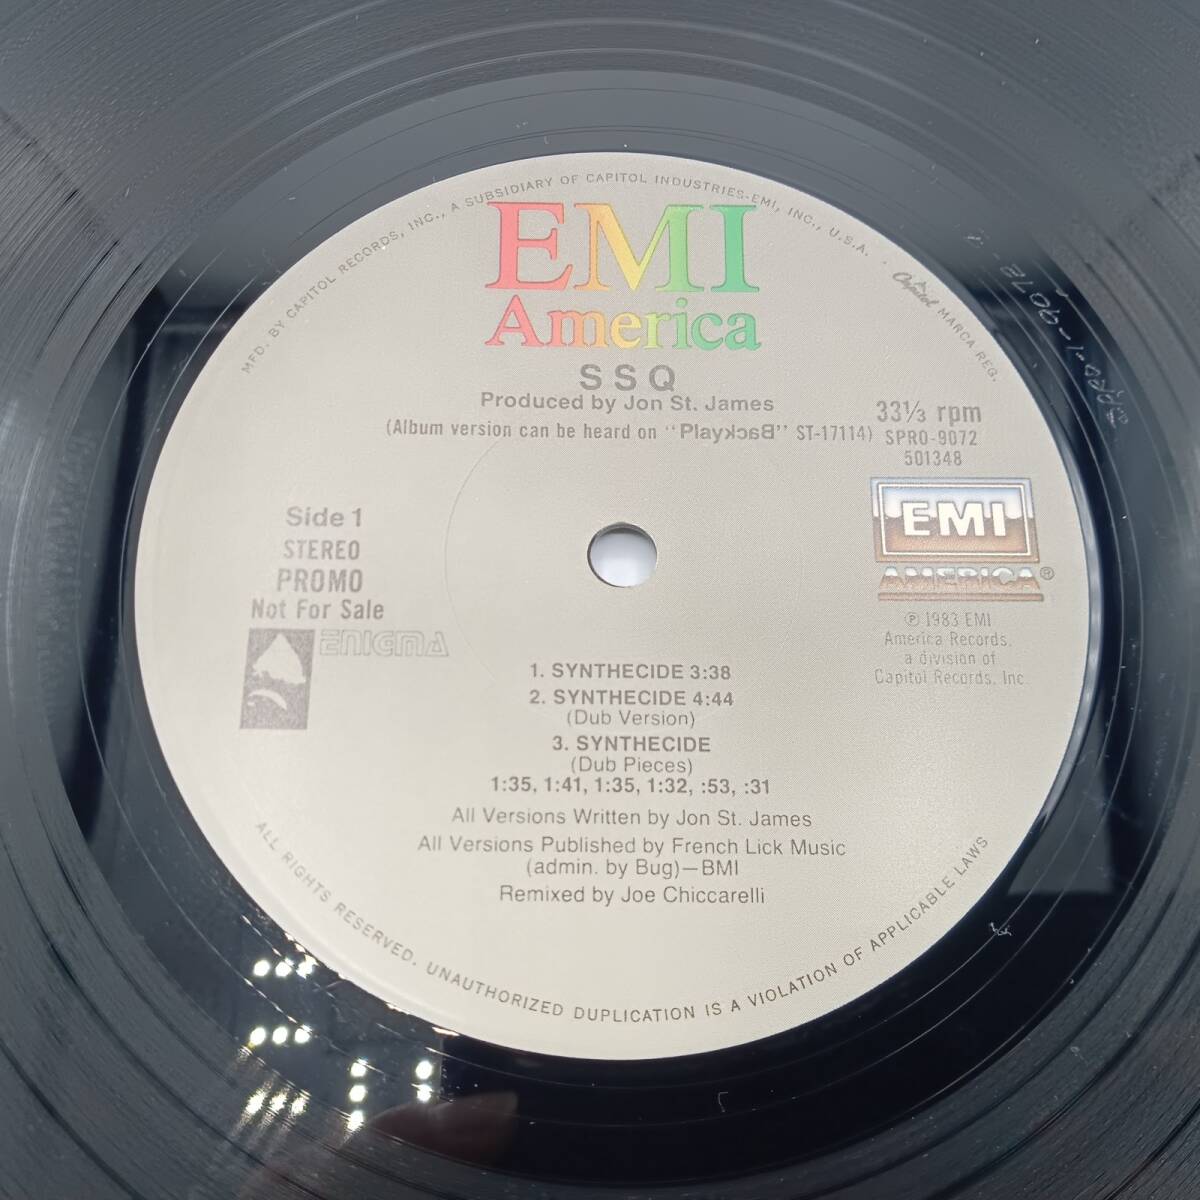 MFD. BY CAPITOL RECORDS, INC., A SUBSIDIARY OF CAPITOL INDUSTRIES-EMI, INC., U.S.A. · Capitol MARCA REG.
EMI
America
SSQ
Produced by Jon St. James
(Album version can be heard on "PlayBack" ST-17114)
33⅓ rpm
SPRO-9072
501348
Side 1
STEREO
PROMO
Not For Sale
ENIGMA
EMI
AMERICA®
℗ 1983 EMI
America Records,
a division of
Capitol Records, Inc.
1. SYNTHECIDE 3:38
2. SYNTHECIDE 4:44
(Dub Version)
3. SYNTHECIDE
(Dub Pieces)
1:35, 1:41, 1:35, 1:32, :53, :31
All Versions Written by Jon St. James
All Versions Published by French Lick Music
(admin. by Bug)—BMI
Remixed by Joe Chiccarelli
ALL RIGHTS RESERVED. UNAUTHORIZED DUPLICATION IS A VIOLATION OF APPLICABLE LAWS